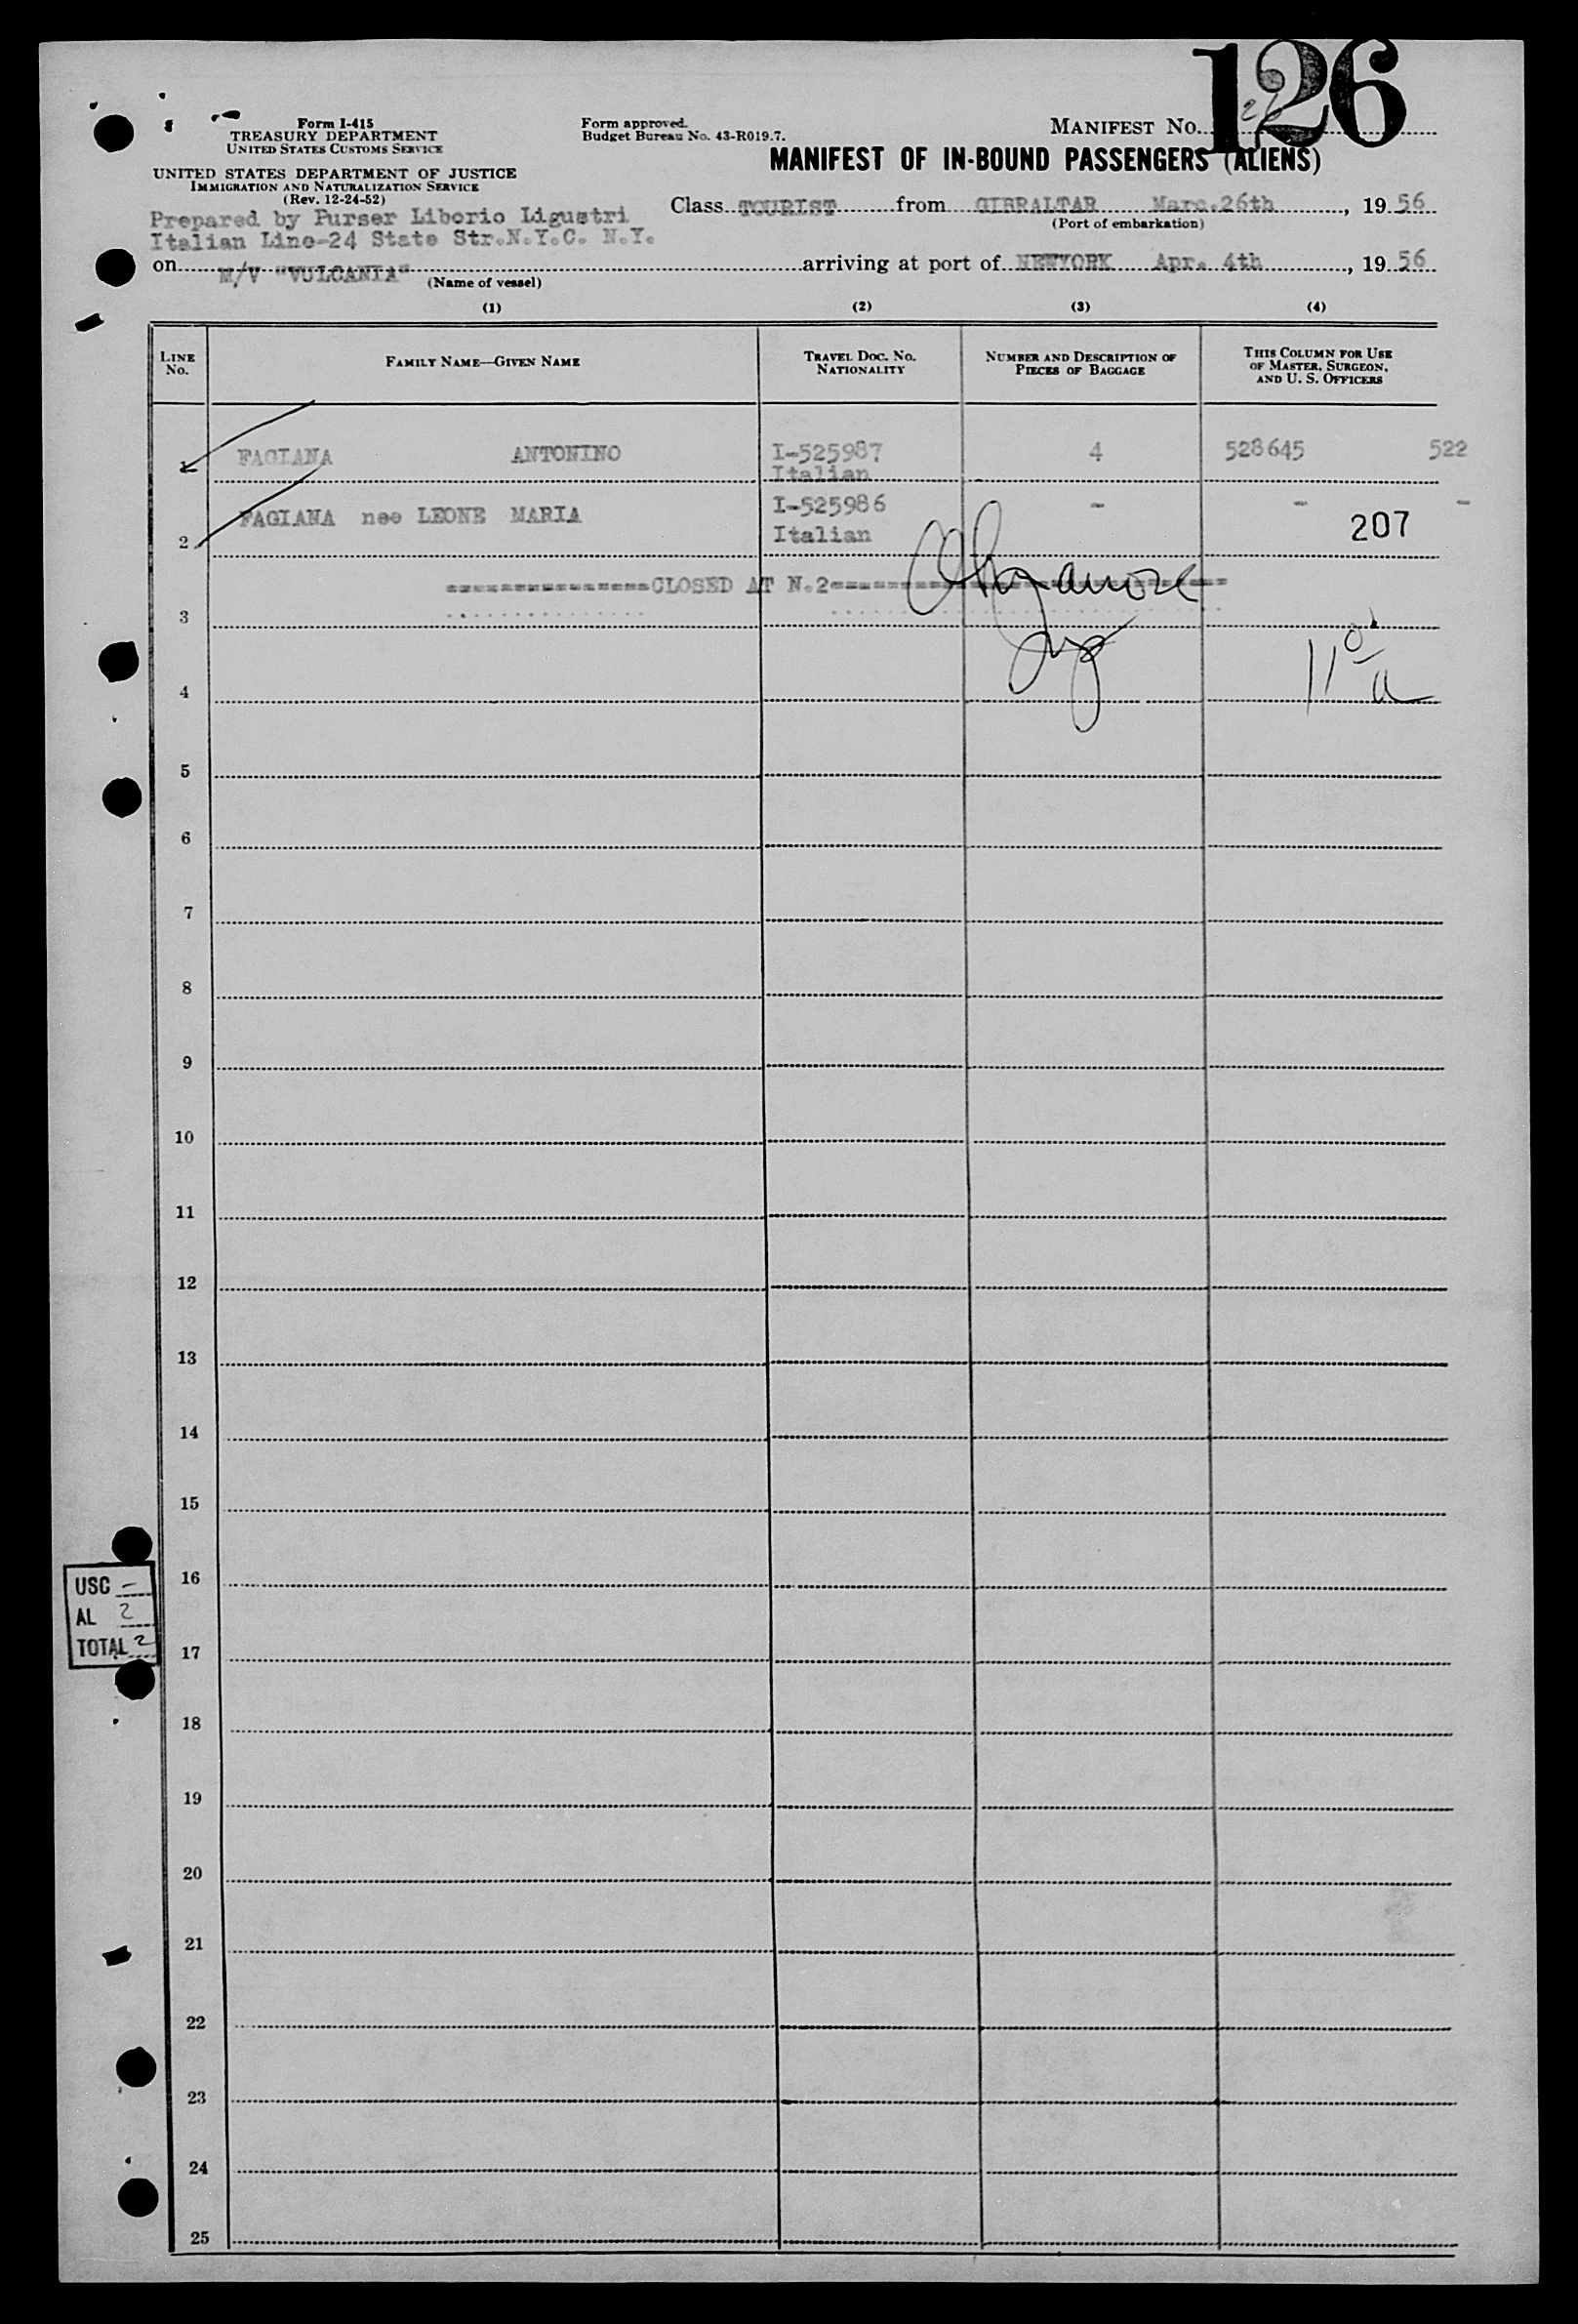 126
Form I-415
TREASURY DEPARTMENT
UNITED STATES CUSTOMS SERVICE
Form approved.
Budget Bureau No. 43-R019.7.
MANIFEST No.
MANIFEST OF IN-BOUND PASSENGERS (ALIENS)
UNITED STATES DEPARTMENT OF JUSTICE
IMMIGRATION AND NATURALIZATION SERVICE
(Rev. 12-24-52)
Prepared by Purser Liborio Ligustri
Italian Line-24 State Str.N.Y.C. N.Y.
Class TOURIST from GIBRALTAR Marc.26th, 19 56
(Port of embarkation)
on M/V "VULCANIA" arriving at port of NEWYORK Apr. 4th, 19 56
(Name of vessel)
(1) (2) (3) (4)
LINE No. FAMILY NAME—GIVEN NAME TRAVEL DOC. No. NATIONALITY NUMBER AND DESCRIPTION OF PIECES OF BAGGAGE THIS COLUMN FOR USE OF MASTER, SURGEON, AND U. S. OFFICERS
1 FAGIANA ANTONINO I-525987 4 528645 522
Italian
2 FAGIANA nee LEONE MARIA I-525986 - - -
Italian 207
===============CLOSED AT N.2===============
3
11 00 a
4
5
6
7
8
9
10
11
12
13
14
15
16
USC -
AL 2
TOTAL 2
17
18
19
20
21
22
23
24
25